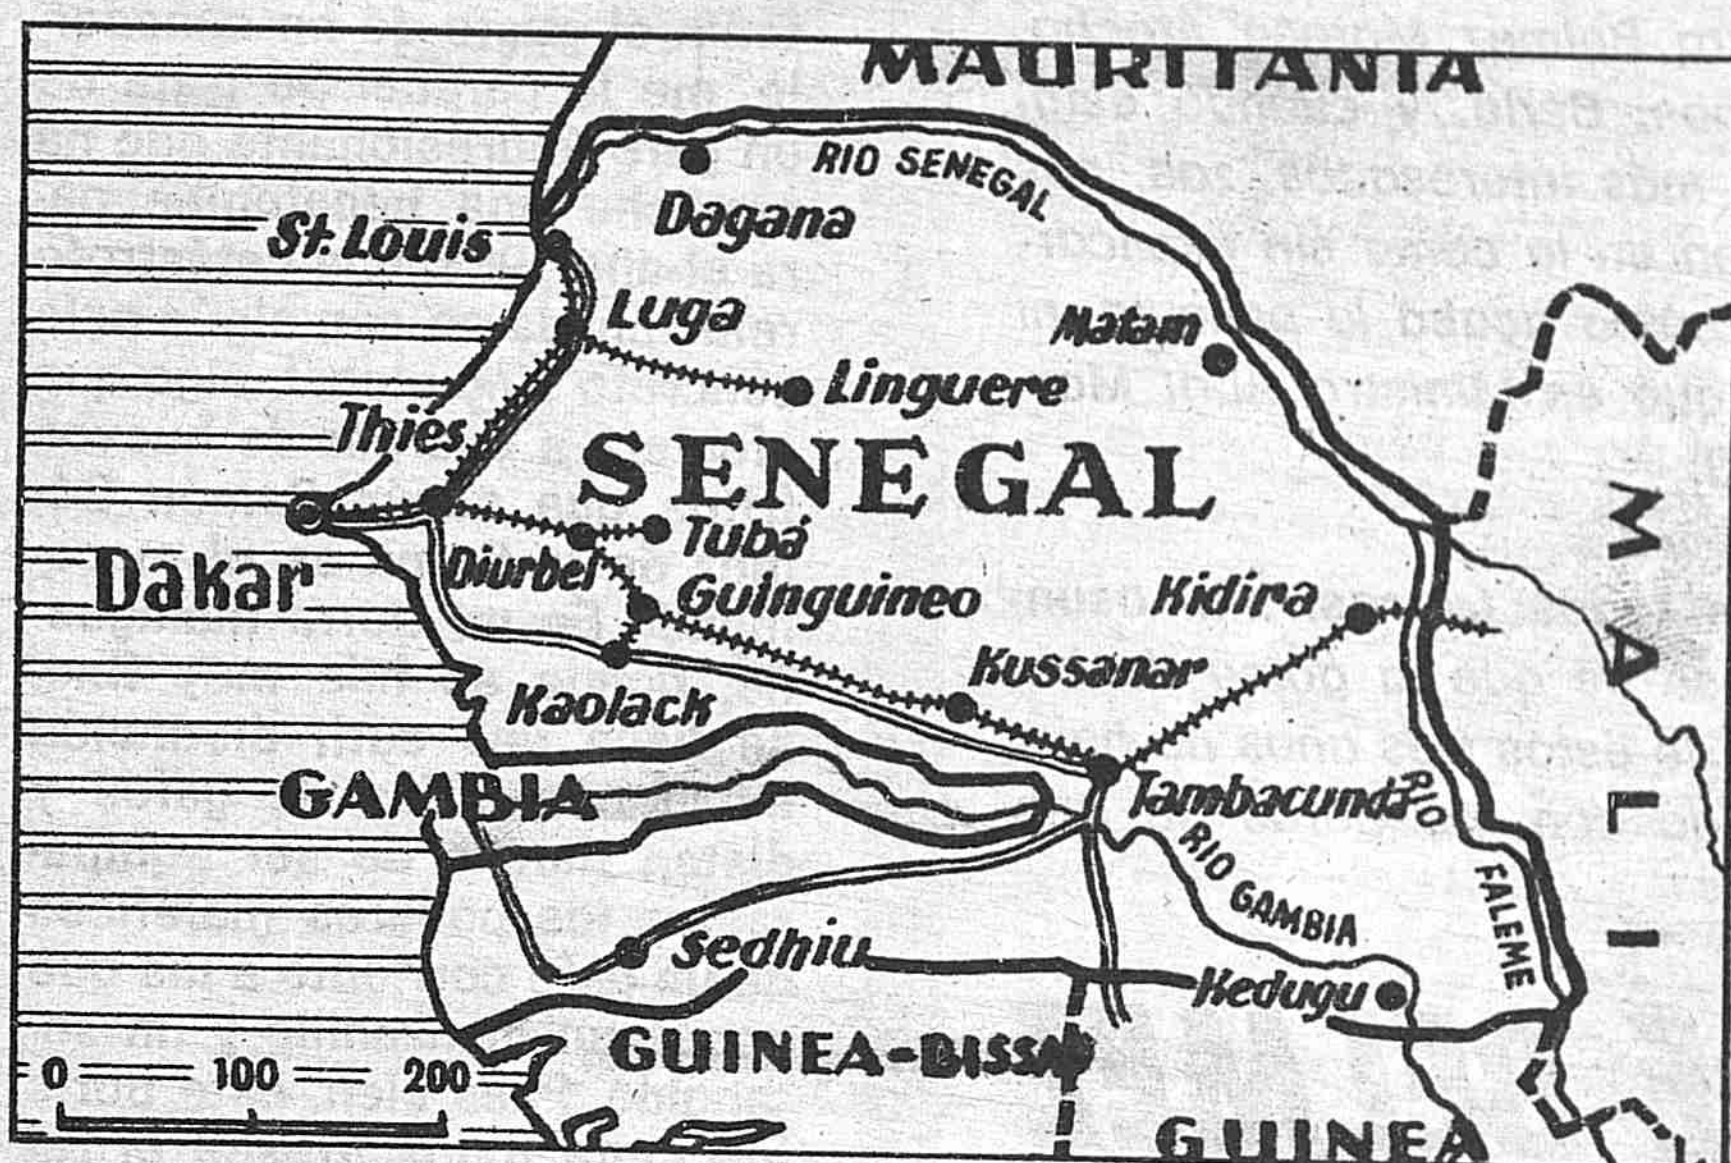 MAURITANIA
RIO SENEGAL
Dagana
St. Louis
Luga
Matam
Linguere
Thiés
SENEGAL
Tubá
Diurbel
Dakar
Guinguineo
Kidira
Kussanar
Kaolack
MALI
GAMBIA
Tambacunda
RIO FALEME
RIO GAMBIA
Sedhiu
Kedugu
GUINEA-BISSAU
0 100 200
GUINEA